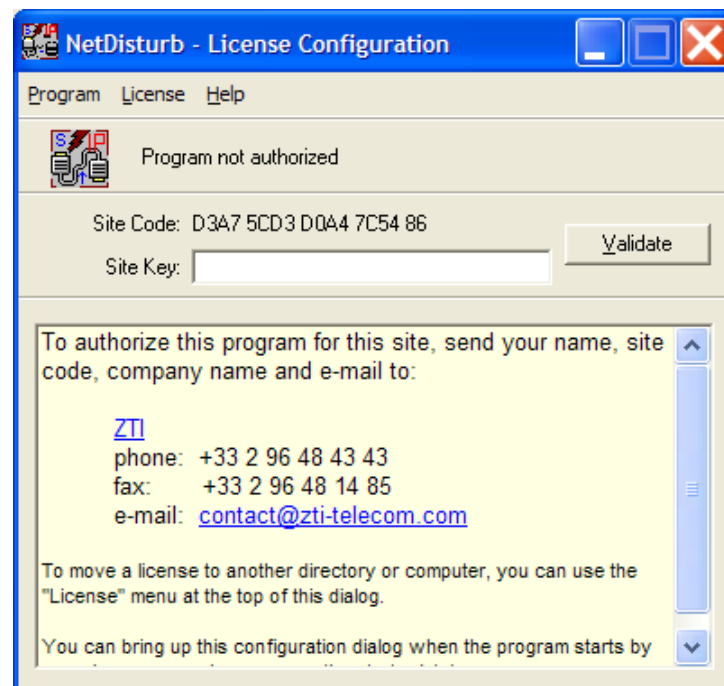 NetDisturb - License Configuration
Program License Help
Program not authorized
Site Code: D3A7 5CD3 D0A4 7C54 86
Validate
Site Key:
To authorize this program for this site, send your name, site
code, company name and e-mail to:
ZTI
phone: +33 2 96 48 43 43
fax: +33 2 96 48 14 85
e-mail: contact@zti-telecom.com
To move a license to another directory or computer, you can use the
"License" menu at the top of this dialog.
You can bring up this configuration dialog when the program starts by